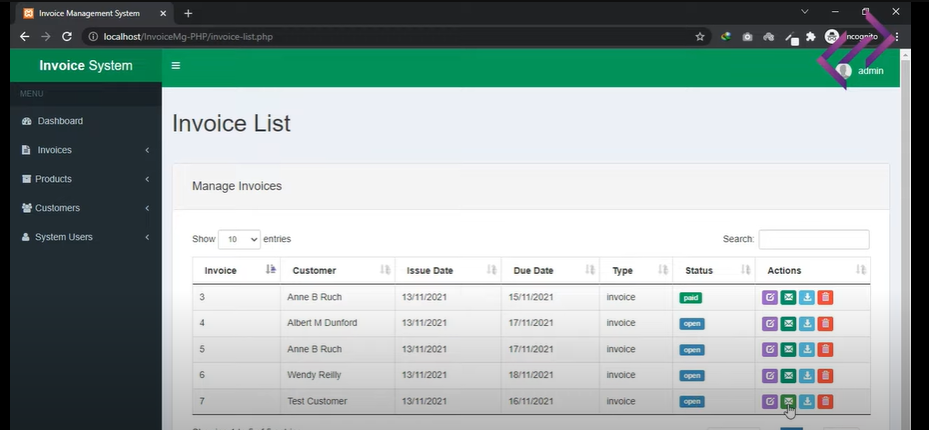 Invoice Management System
localhost/InvoiceMg-PHP/invoice-list.php
Incognito
Invoice System
admin
MENU
Dashboard
Invoices
Products
Customers
System Users
Invoice List
Manage Invoices
Show 10 entries
Search:
Invoice Customer Issue Date Due Date Type Status Actions
3 Anne B Ruch 13/11/2021 15/11/2021 invoice paid
4 Albert M Dunford 13/11/2021 17/11/2021 invoice open
5 Anne B Ruch 13/11/2021 17/11/2021 invoice open
6 Wendy Reilly 13/11/2021 18/11/2021 invoice open
7 Test Customer 13/11/2021 16/11/2021 invoice open